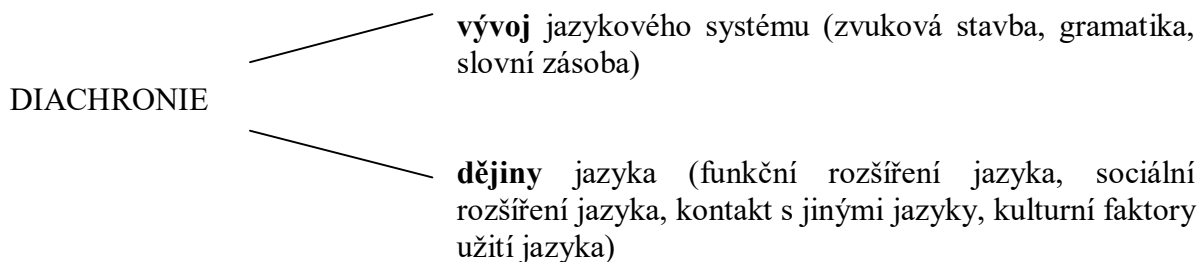 vývoj jazykového systému (zvuková stavba, gramatika,
slovní zásoba)
DIACHRONIE
dějiny jazyka (funkční rozšíření jazyka, sociální
rozšíření jazyka, kontakt s jinými jazyky, kulturní faktory
užití jazyka)